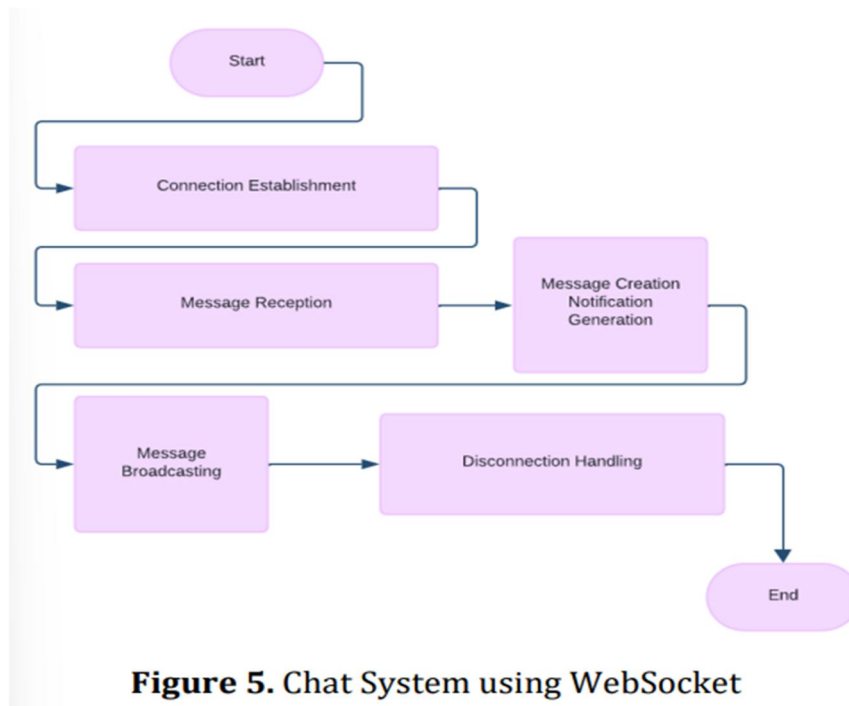 Start
Connection Establishment
Message Reception
Message Creation
Notification
Generation
Message
Broadcasting
Disconnection Handling
End
Figure 5. Chat System using WebSocket